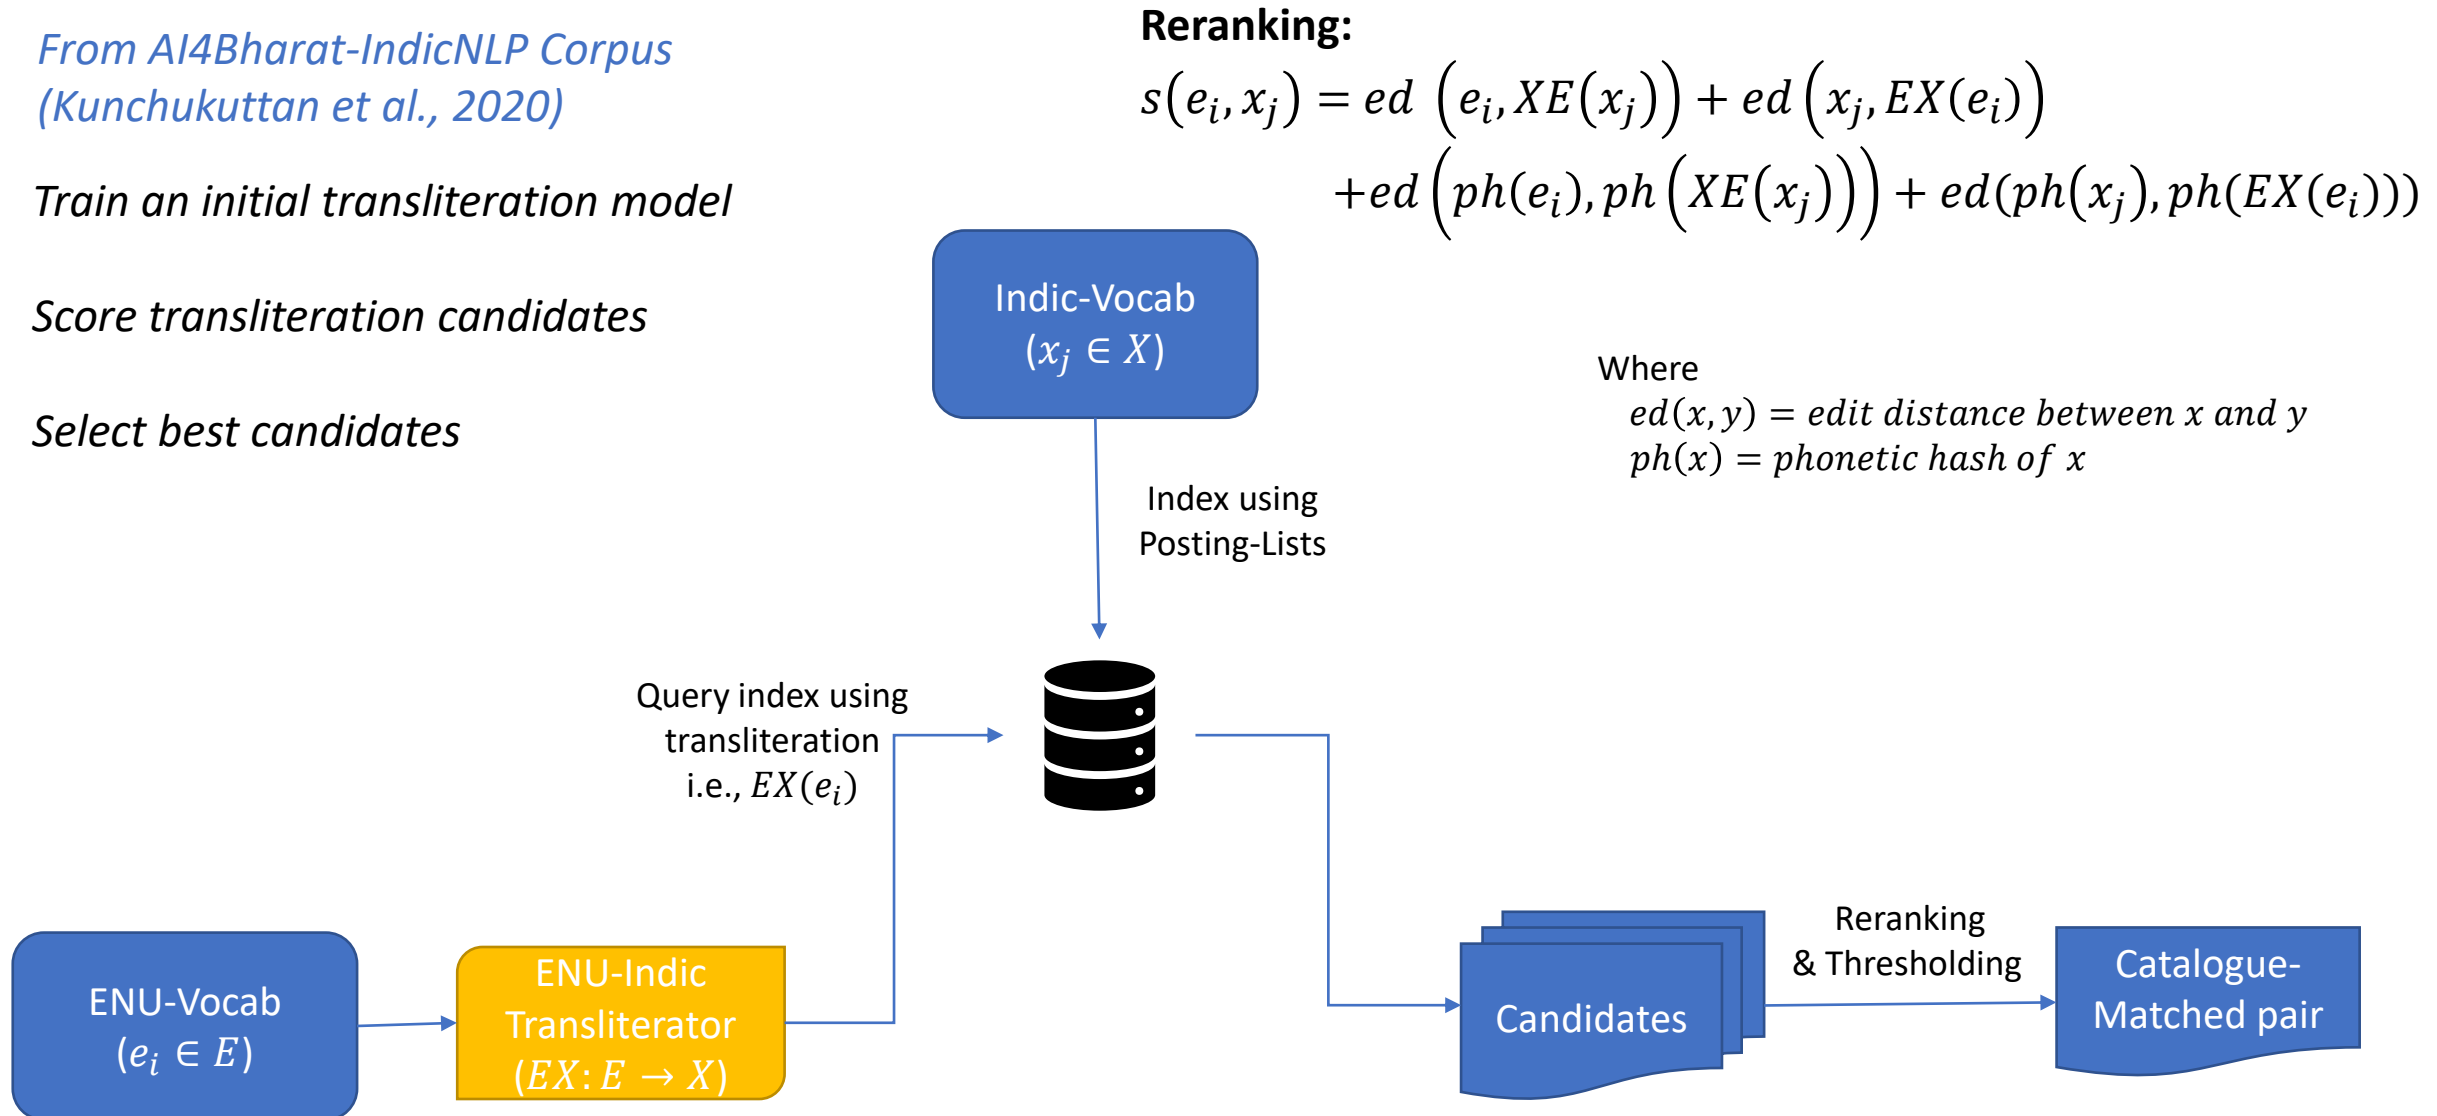 From AI4Bharat-IndicNLP Corpus
(Kunchukuttan et al., 2020)
Train an initial transliteration model
Score transliteration candidates
Select best candidates
Reranking:
s(e_i, x_j) = ed (e_i, XE(x_j)) + ed(x_j, EX(e_i))
+ed(ph(e_i), ph(XE(x_j))) + ed(ph(x_j), ph(EX(e_i)))
Where
ed(x, y) = edit distance between x and y
ph(x) = phonetic hash of x
Indic-Vocab
(x_j ∈ X)
Index using
Posting-Lists
Query index using
transliteration
i.e., EX(e_i)
ENU-Vocab
(e_i ∈ E)
ENU-Indic
Transliterator
(EX: E → X)
Candidates
Reranking
& Thresholding
Catalogue-
Matched pair